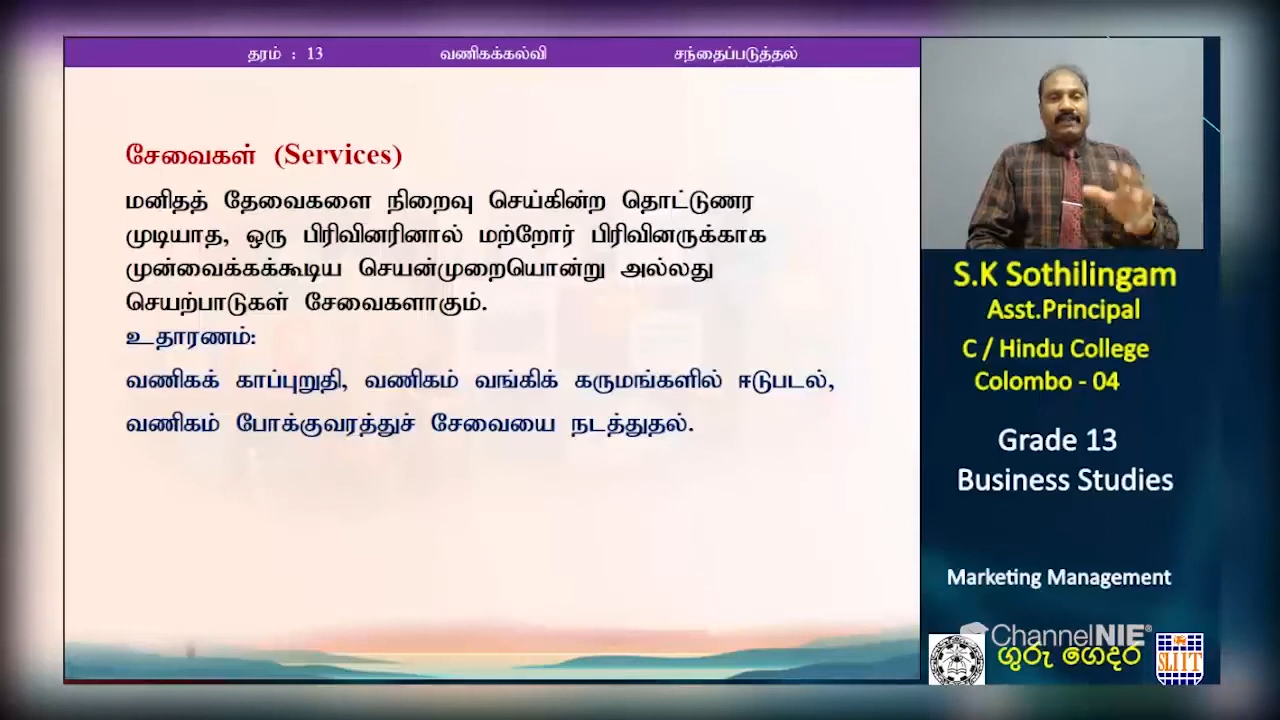 தரம் : 13 வணிகக்கல்வி சந்தைப்படுத்தல்
சேவைகள் (Services)
மனிதத் தேவைகளை நிறைவு செய்கின்ற தொட்டுணர
முடியாத, ஒரு பிரிவினரினால் மற்றோர் பிரிவினருக்காக
முன்வைக்கக்கூடிய செயன்முறையொன்று அல்லது
செயற்பாடுகள் சேவைகளாகும்.
உதாரணம்:
வணிகக் காப்புறுதி, வணிகம் வங்கிக் கருமங்களில் ஈடுபடல்,
வணிகம் போக்குவரத்துச் சேவையை நடத்துதல்.
S.K Sothilingam
Asst.Principal
C / Hindu College
Colombo - 04
Grade 13
Business Studies
Marketing Management
ChannelNIE®
ගුරු ගෙදර
SLIIT